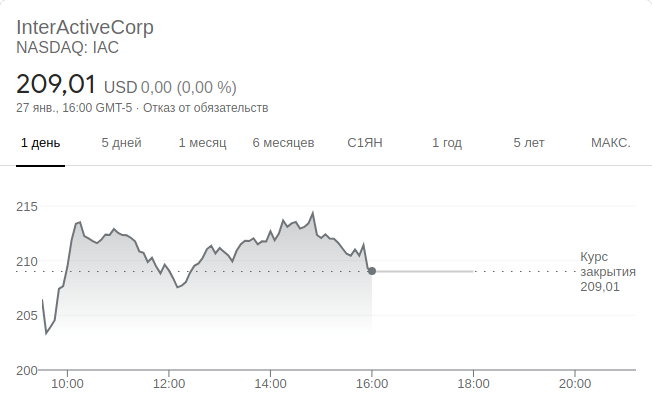 InterActiveCorp
NASDAQ: IAC
209,01 USD 0,00 (0,00 %)
27 янв., 16:00 GMT-5 · Отказ от обязательств
1 день 5 дней 1 месяц 6 месяцев С1ЯН 1 год 5 лет МАКС.
215
210
205
200
Курс
закрытия
209,01
10:00 12:00 14:00 16:00 18:00 20:00